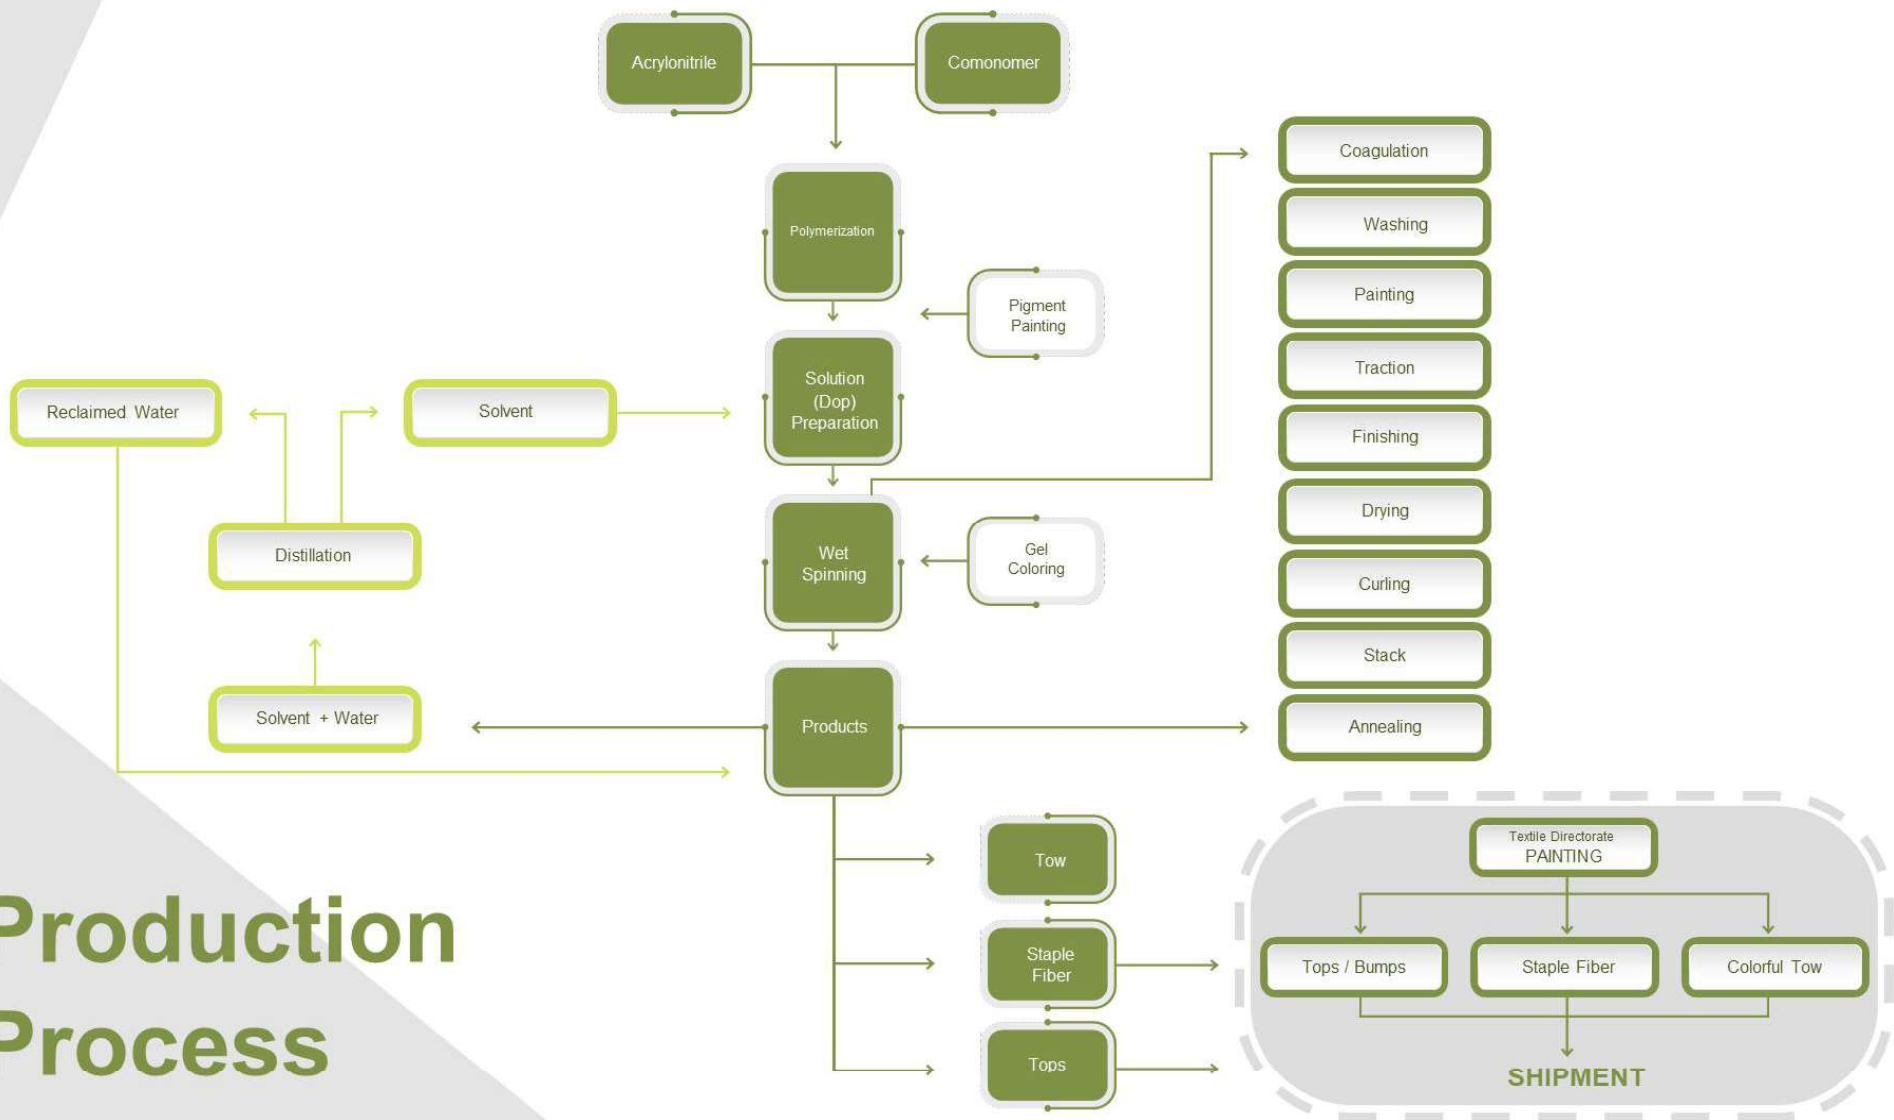 Acrylonitrile
Comonomer
Polymerization
Pigment
Painting
Solution
(Dop)
Preparation
Solvent
Reclaimed Water
Distillation
Solvent + Water
Wet
Spinning
Gel
Coloring
Products
Coagulation
Washing
Painting
Traction
Finishing
Drying
Curling
Stack
Annealing
Tow
Staple
Fiber
Tops
Textile Directorate
PAINTING
Tops / Bumps
Staple Fiber
Colorful Tow
SHIPMENT
Production
Process